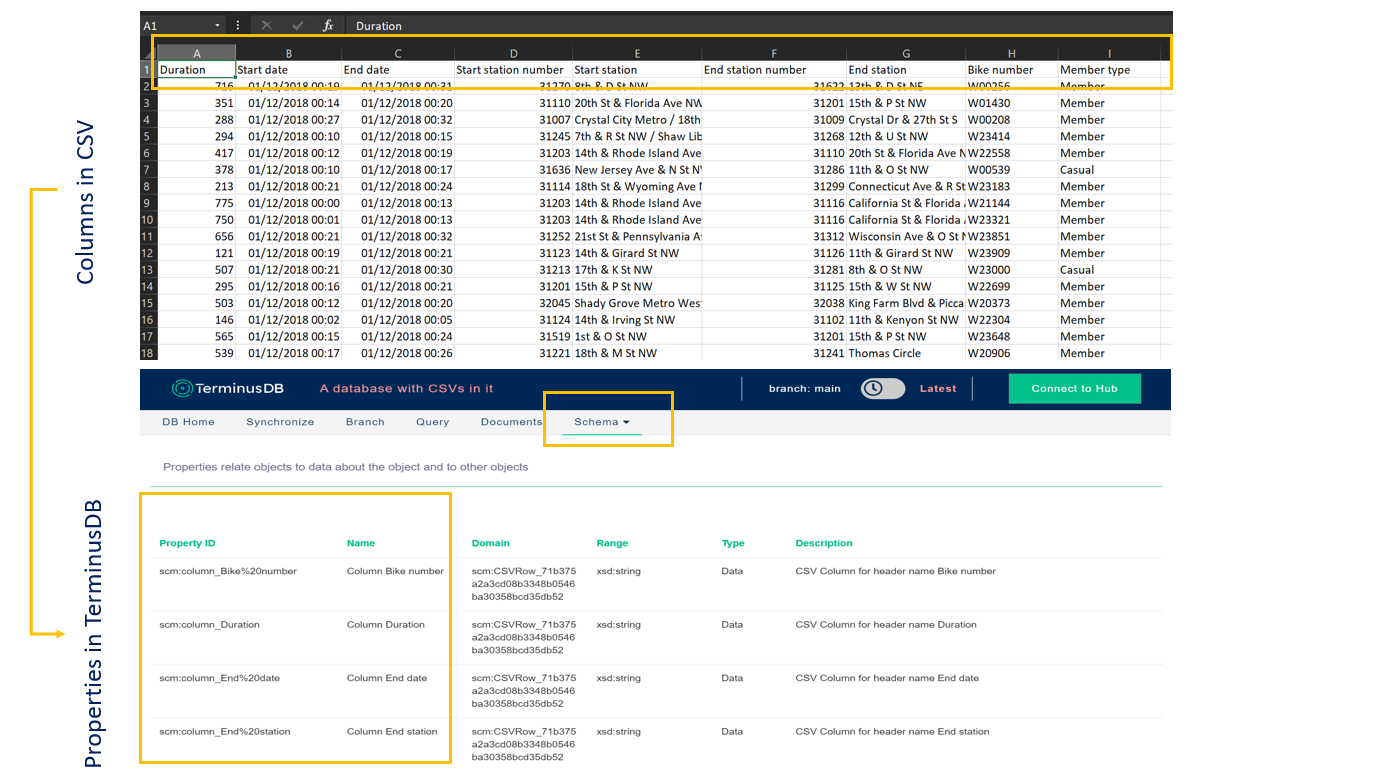 A1 fx Duration
A B C D E F G H I
1 Duration Start date End date Start station number Start station End station number End station Bike number Member type
2 716 01/12/2018 00:19 01/12/2018 00:31 31270 8th & D St NW 31622 13th & D St NE W00256 Member
3 351 01/12/2018 00:14 01/12/2018 00:20 31110 20th St & Florida Ave NW 31201 15th & P St NW W01430 Member
4 288 01/12/2018 00:27 01/12/2018 00:32 31007 Crystal City Metro / 18th 31009 Crystal Dr & 27th St S W00208 Member
5 294 01/12/2018 00:10 01/12/2018 00:15 31245 7th & R St NW / Shaw Lib 31268 12th & U St NW W23414 Member
6 417 01/12/2018 00:12 01/12/2018 00:19 31203 14th & Rhode Island Ave 31110 20th St & Florida Ave N W22558 Member
7 378 01/12/2018 00:10 01/12/2018 00:17 31636 New Jersey Ave & N St N 31286 11th & O St NW W00539 Casual
8 213 01/12/2018 00:21 01/12/2018 00:24 31114 18th St & Wyoming Ave 31299 Connecticut Ave & R St W23183 Member
9 775 01/12/2018 00:00 01/12/2018 00:13 31203 14th & Rhode Island Ave 31116 California St & Florida W21144 Member
10 750 01/12/2018 00:01 01/12/2018 00:13 31203 14th & Rhode Island Ave 31116 California St & Florida W23321 Member
11 656 01/12/2018 00:21 01/12/2018 00:32 31252 21st St & Pennsylvania A 31312 Wisconsin Ave & O St W23851 Member
12 121 01/12/2018 00:19 01/12/2018 00:21 31123 14th & Girard St NW 31126 11th & Girard St NW W23909 Member
13 507 01/12/2018 00:21 01/12/2018 00:30 31213 17th & K St NW 31281 8th & O St NW W23000 Casual
14 295 01/12/2018 00:16 01/12/2018 00:21 31201 15th & P St NW 31125 15th & W St NW W22699 Member
15 503 01/12/2018 00:12 01/12/2018 00:20 32045 Shady Grove Metro Wes 32038 King Farm Blvd & Picca W20373 Member
16 146 01/12/2018 00:02 01/12/2018 00:05 31124 14th & Irving St NW 31102 11th & Kenyon St NW W22304 Member
17 565 01/12/2018 00:15 01/12/2018 00:24 31519 1st & O St NW 31201 15th & P St NW W23648 Member
18 539 01/12/2018 00:17 01/12/2018 00:26 31221 18th & M St NW 31241 Thomas Circle W20906 Member
Columns in CSV
TerminusDB A database with CSVs in it branch: main Latest Connect to Hub
DB Home Synchronize Branch Query Documents Schema
Properties relate objects to data about the object and to other objects
Properties in TerminusDB
Property ID Name Domain Range Type Description
scm:column_Bike%20number Column Bike number scm:CSVRow_71b375 xsd:string Data CSV Column for header name Bike number
a2a3cd08b3348b0546
ba30358bcd35db52
scm:column_Duration Column Duration scm:CSVRow_71b375 xsd:string Data CSV Column for header name Duration
a2a3cd08b3348b0546
ba30358bcd35db52
scm:column_End%20date Column End date scm:CSVRow_71b375 xsd:string Data CSV Column for header name End date
a2a3cd08b3348b0546
ba30358bcd35db52
scm:column_End%20station Column End station scm:CSVRow_71b375 xsd:string Data CSV Column for header name End station
a2a3cd08b3348b0546
ba30358bcd35db52